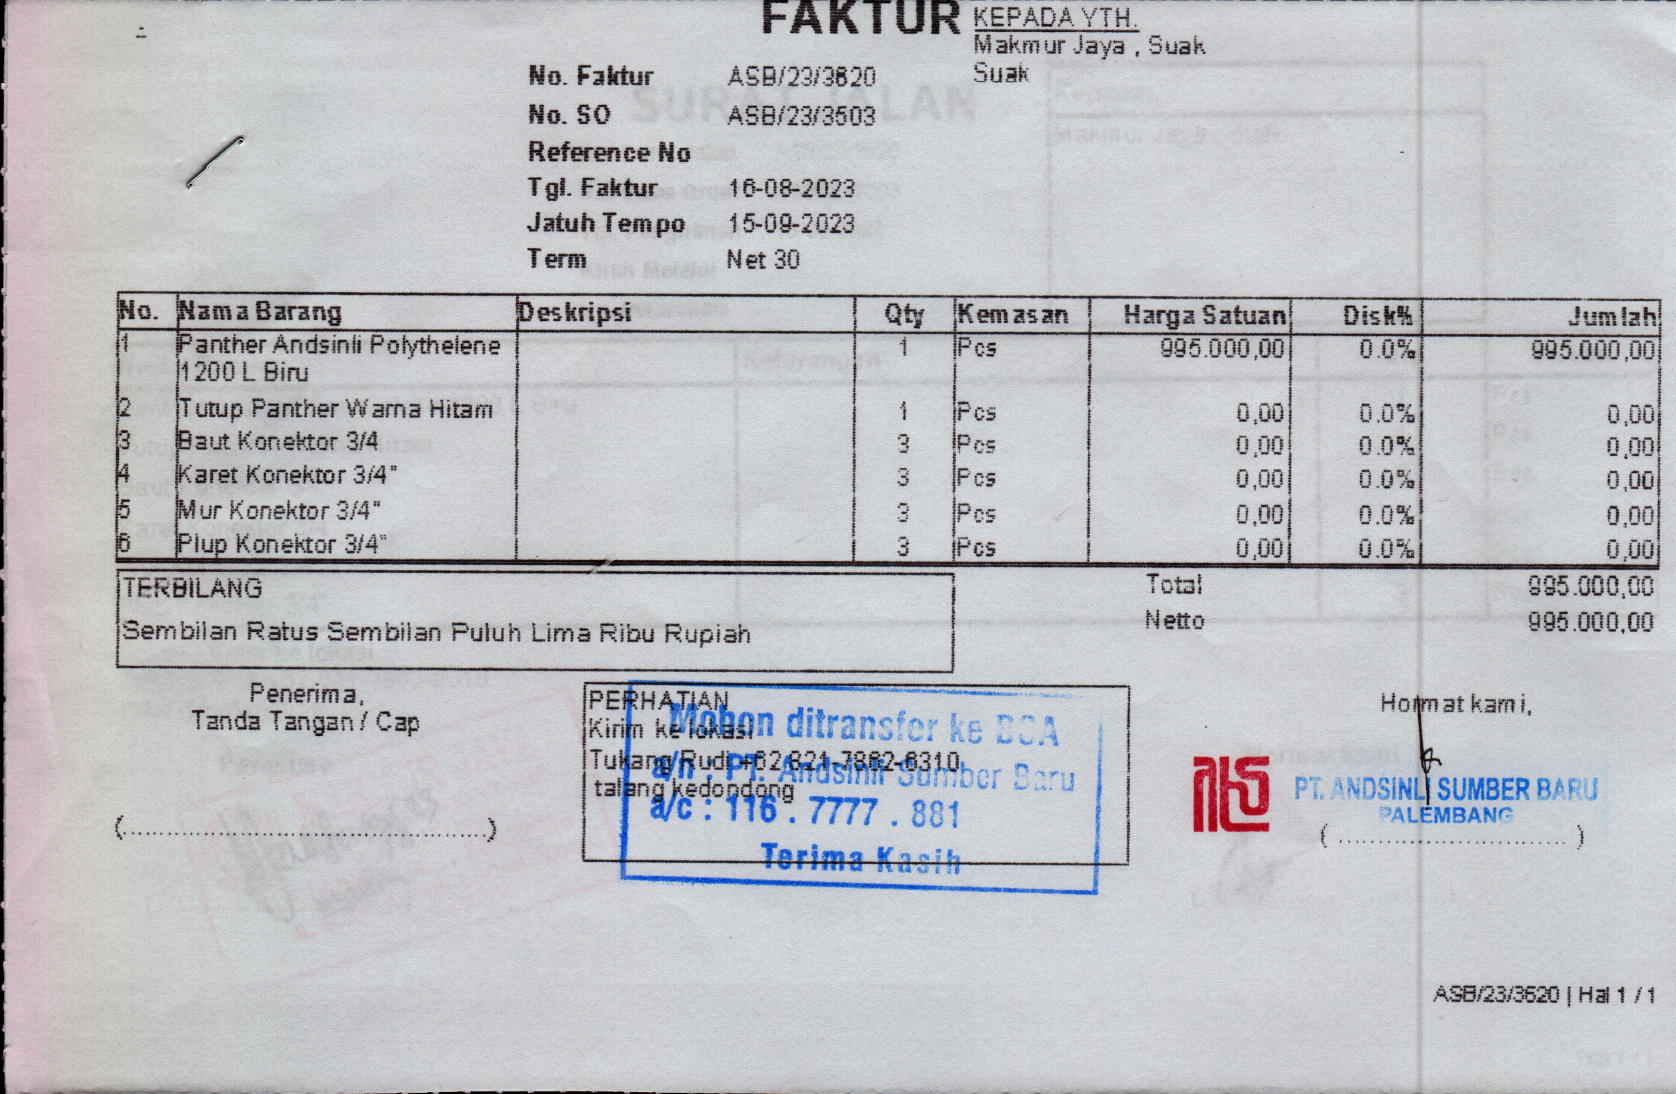 FAKTUR
KEPADA YTH.
Makmur Jaya , Suak
Suak
No. Faktur ASB/23/3620
No. SO ASB/23/3503
Reference No
Tgl. Faktur 16-08-2023
Jatuh Tempo 15-09-2023
Term Net 30
No. Nama Barang Deskripsi Qty Kemasan Harga Satuan Disk% Jumlah
1 Panther Andsinli Polythelene 1 Pcs 995.000,00 0.0% 995.000,00
1200 L Biru
2 Tutup Panther Warna Hitam 1 Pcs 0,00 0.0% 0,00
3 Baut Konektor 3/4 3 Pcs 0,00 0.0% 0,00
4 Karet Konektor 3/4" 3 Pcs 0,00 0.0% 0,00
5 Mur Konektor 3/4" 3 Pcs 0,00 0.0% 0,00
6 Plup Konektor 3/4" 3 Pcs 0,00 0.0% 0,00
TERBILANG
Sembilan Ratus Sembilan Puluh Lima Ribu Rupiah
Total 995.000,00
Netto 995.000,00
Penerima,
Tanda Tangan / Cap
(....................................................)
PERHATIAN
Kirim ke lokasi
Tukang Rudi +62 821-7862-6310
talang kedondong
Mohon ditransfer ke BCA
a/n : PT. Andsinli Sumber Baru
a/c : 116 . 7777 . 881
Terima Kasih
Hormat kami,
PT. ANDSINLI SUMBER BARU
PALEMBANG
( ............................... )
ASB/23/3620 | Hal 1 / 1
SURAT JALAN